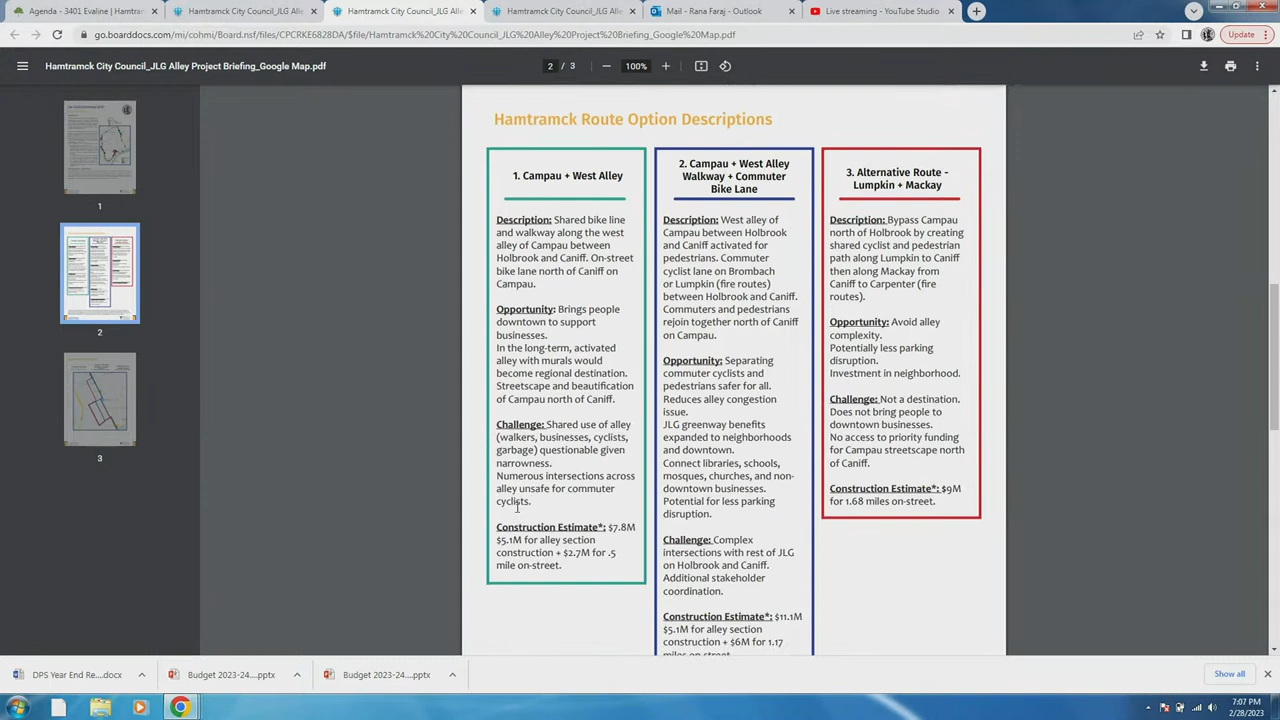 Agenda - 3401 Evaline | Hamtramck
Hamtramck City Council_JLG Alle
Hamtramck City Council_JLG Alle
Hamtramck City Council_JLG Alle
Mail - Rana Faraj - Outlook
Live streaming - YouTube Studio
go.boarddocs.com/mi/cohmi/Board.nsf/files/CPCRKE6828DA/$file/Hamtramck%20City%20Council_JLG%20Alley%20Project%20Briefing_Google%20Map.pdf
Update
Hamtramck City Council_JLG Alley Project Briefing_Google Map.pdf
2 / 3
100%
1
2
3
Hamtramck Route Option Descriptions
1. Campau + West Alley
Description: Shared bike line
and walkway along the west
alley of Campau between
Holbrook and Caniff. On-street
bike lane north of Caniff on
Campau.
Opportunity: Brings people
downtown to support
businesses.
In the long-term, activated
alley with murals would
become regional destination.
Streetscape and beautification
of Campau north of Caniff.
Challenge: Shared use of alley
(walkers, businesses, cyclists,
garbage) questionable given
narrowness.
Numerous intersections across
alley unsafe for commuter
cyclists.
Construction Estimate*: $7.8M
$5.1M for alley section
construction + $2.7M for .5
mile on-street.
2. Campau + West Alley
Walkway + Commuter
Bike Lane
Description: West alley of
Campau between Holbrook
and Caniff activated for
pedestrians. Commuter
cyclist lane on Brombach
or Lumpkin (fire routes)
between Holbrook and Caniff.
Commuters and pedestrians
rejoin together north of Caniff
on Campau.
Opportunity: Separating
commuter cyclists and
pedestrians safer for all.
Reduces alley congestion
issue.
JLG greenway benefits
expanded to neighborhoods
and downtown.
Connect libraries, schools,
mosques, churches, and non-
downtown businesses.
Potential for less parking
disruption.
Challenge: Complex
intersections with rest of JLG
on Holbrook and Caniff.
Additional stakeholder
coordination.
Construction Estimate*: $11.1M
$5.1M for alley section
construction + $6M for 1.17
miles on-street
3. Alternative Route -
Lumpkin + Mackay
Description: Bypass Campau
north of Holbrook by creating
shared cyclist and pedestrian
path along Lumpkin to Caniff
then along Mackay from
Caniff to Carpenter (fire
routes).
Opportunity: Avoid alley
complexity.
Potentially less parking
disruption.
Investment in neighborhood.
Challenge: Not a destination.
Does not bring people to
downtown businesses.
No access to priority funding
for Campau streetscape north
of Caniff.
Construction Estimate*: $9M
for 1.68 miles on-street.
DPS Year End Re....docx
Budget 2023-24....pptx
Budget 2023-24....pptx
Show all
7:07 PM
2/28/2023